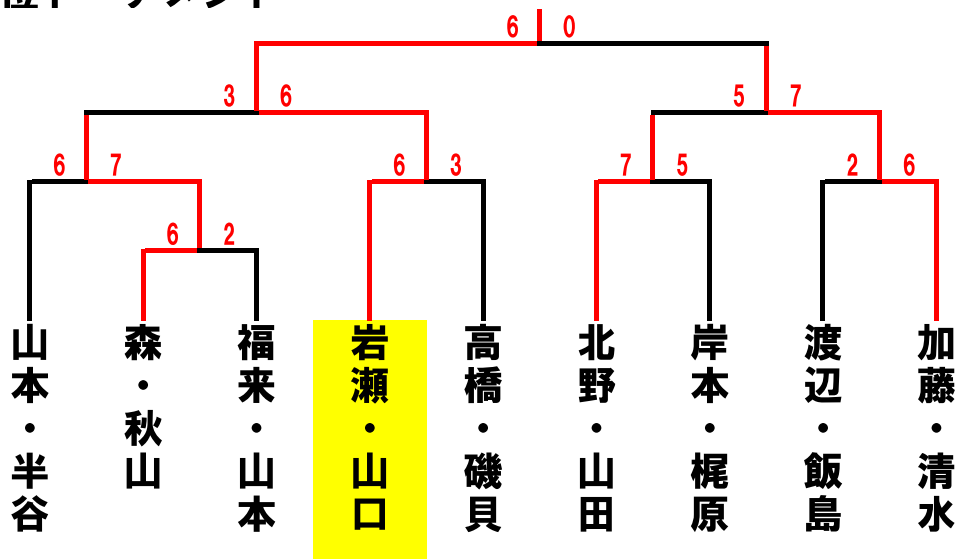 6 0
3 6 5 7
6 7 6 3 7 5 2 6
6 2
山本・半谷
森・秋山
福来・山本
岩瀬・山口
高橋・磯貝
北野・山田
岸本・梶原
渡辺・飯島
加藤・清水